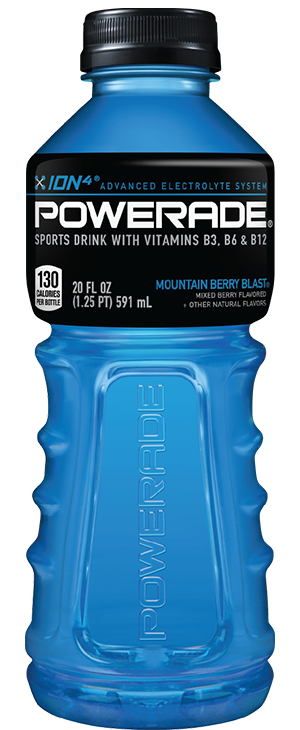 ION4®
ADVANCED ELECTROLYTE SYSTEM
POWERADE®
SPORTS DRINK WITH VITAMINS B3, B6 & B12
130
CALORIES
PER BOTTLE
20 FL OZ
(1.25 PT) 591 mL
MOUNTAIN BERRY BLAST®
MIXED BERRY FLAVORED
+ OTHER NATURAL FLAVORS
POWERADE